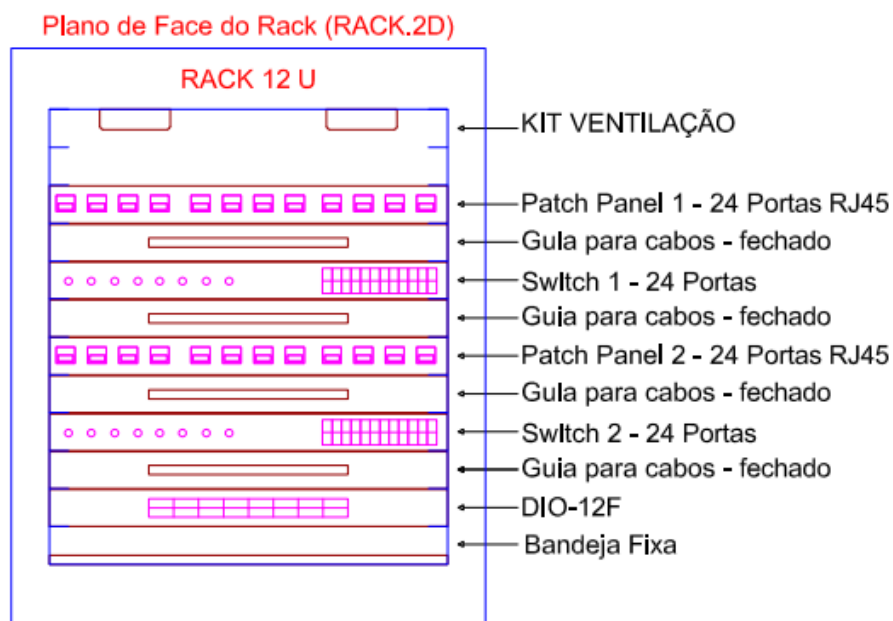 Plano de Face do Rack (RACK.2D)
RACK 12 U
KIT VENTILAÇÃO
Patch Panel 1 - 24 Portas RJ45
Guia para cabos - fechado
Switch 1 - 24 Portas
Guia para cabos - fechado
Patch Panel 2 - 24 Portas RJ45
Guia para cabos - fechado
Switch 2 - 24 Portas
Guia para cabos - fechado
DIO-12F
Bandeja Fixa